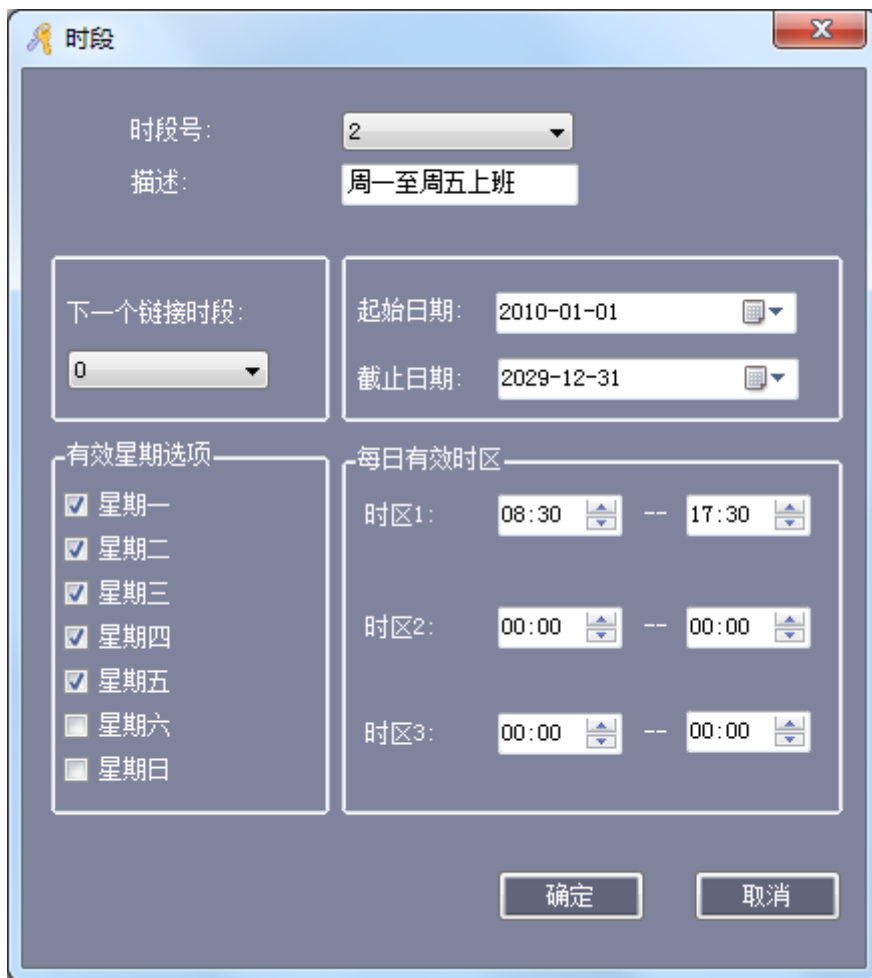 时段
时段号: 2
描述: 周一至周五上班
下一个链接时段:
0
起始日期: 2010-01-01
截止日期: 2029-12-31
有效星期选项
星期一
星期二
星期三
星期四
星期五
星期六
星期日
每日有效时区
时区1: 08:30 -- 17:30
时区2: 00:00 -- 00:00
时区3: 00:00 -- 00:00
确定 取消